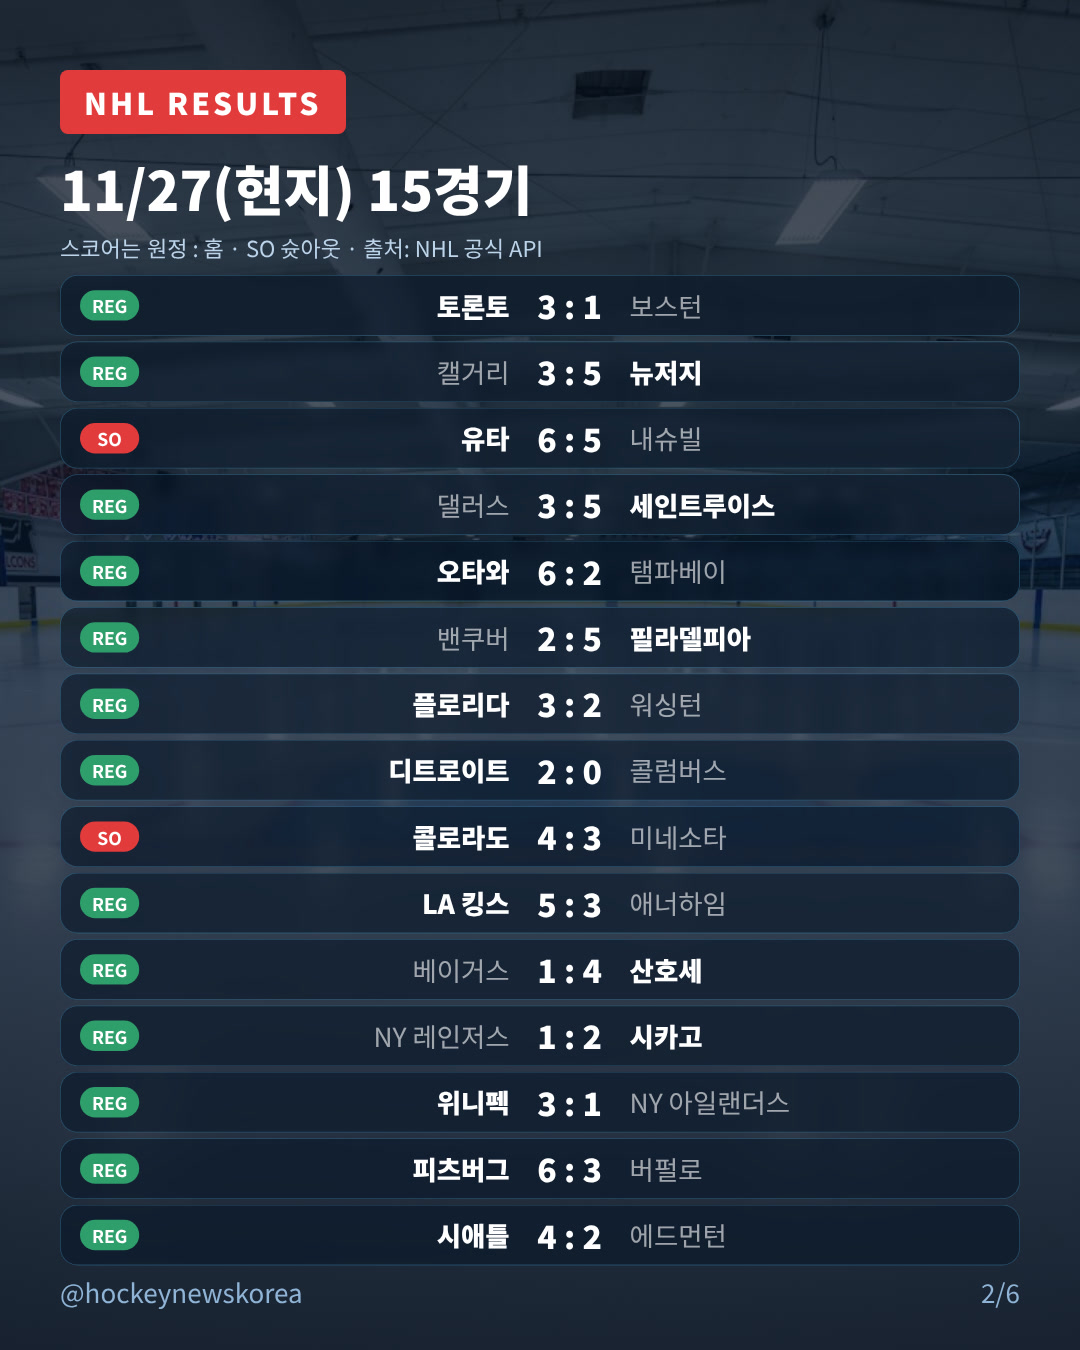 NHL RESULTS
11/27(현지) 15경기
스코어는 원정 : 홈 · SO 슛아웃 · 출처: NHL 공식 API
REG 토론토 3 : 1 보스턴
REG 캘거리 3 : 5 뉴저지
SO 유타 6 : 5 내슈빌
REG 댈러스 3 : 5 세인트루이스
REG 오타와 6 : 2 탬파베이
REG 밴쿠버 2 : 5 필라델피아
REG 플로리다 3 : 2 워싱턴
REG 디트로이트 2 : 0 콜럼버스
SO 콜로라도 4 : 3 미네소타
REG LA 킹스 5 : 3 애너하임
REG 베이거스 1 : 4 산호세
REG NY 레인저스 1 : 2 시카고
REG 위니펙 3 : 1 NY 아일랜더스
REG 피츠버그 6 : 3 버펄로
REG 시애틀 4 : 2 에드먼턴
@hockeynewskorea 2/6